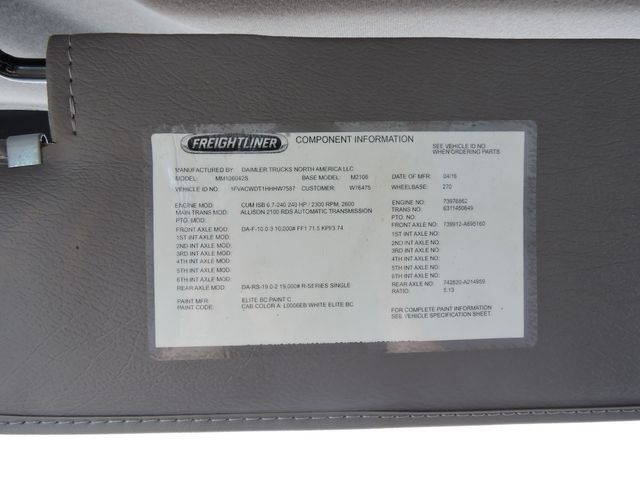 FREIGHTLINER COMPONENT INFORMATION SEE VEHICLE ID NO. WHEN ORDERING PARTS
MANUFACTURED BY: DAIMLER TRUCKS NORTH AMERICA LLC
MODEL: MM106042S BASE MODEL: M2106 DATE OF MFR: 04/16
VEHICLE ID NO: 1FVACWDT1HHHW7587 CUSTOMER: W76475 WHEELBASE: 270
ENGINE MOD: CUM ISB 6.7-240 240 HP / 2300 RPM, 2600 ENGINE NO: 73976862
MAIN TRANS MOD: ALLISON 2100 RDS AUTOMATIC TRANSMISSION TRANS NO: 6311450649
PTO. MOD: PTO. NO:
FRONT AXLE MOD: DA-F-10.0-3 10,000# FF1 71.5 KPI/3.74 FRONT AXLE NO: 739912-A695160
1ST INT AXLE MOD: 1ST INT AXLE NO:
2ND INT AXLE MOD: 2ND INT AXLE NO:
3RD INT AXLE MOD: 3RD INT AXLE NO:
4TH INT AXLE MOD: 4TH INT AXLE NO:
5TH INT AXLE MOD: 5TH INT AXLE NO:
6TH INT AXLE MOD: 6TH INT AXLE NO:
REAR AXLE MOD: DA-RS-19.0-2 19,000# R-SERIES SINGLE REAR AXLE NO: 742620-A214959
RATIO: 5.13
PAINT MFR: ELITE BC PAINT C
PAINT CODE: CAB COLOR A: L0006EB WHITE ELITE BC
FOR COMPLETE PAINT INFORMATION
SEE VEHICLE SPECIFICATION SHEET.